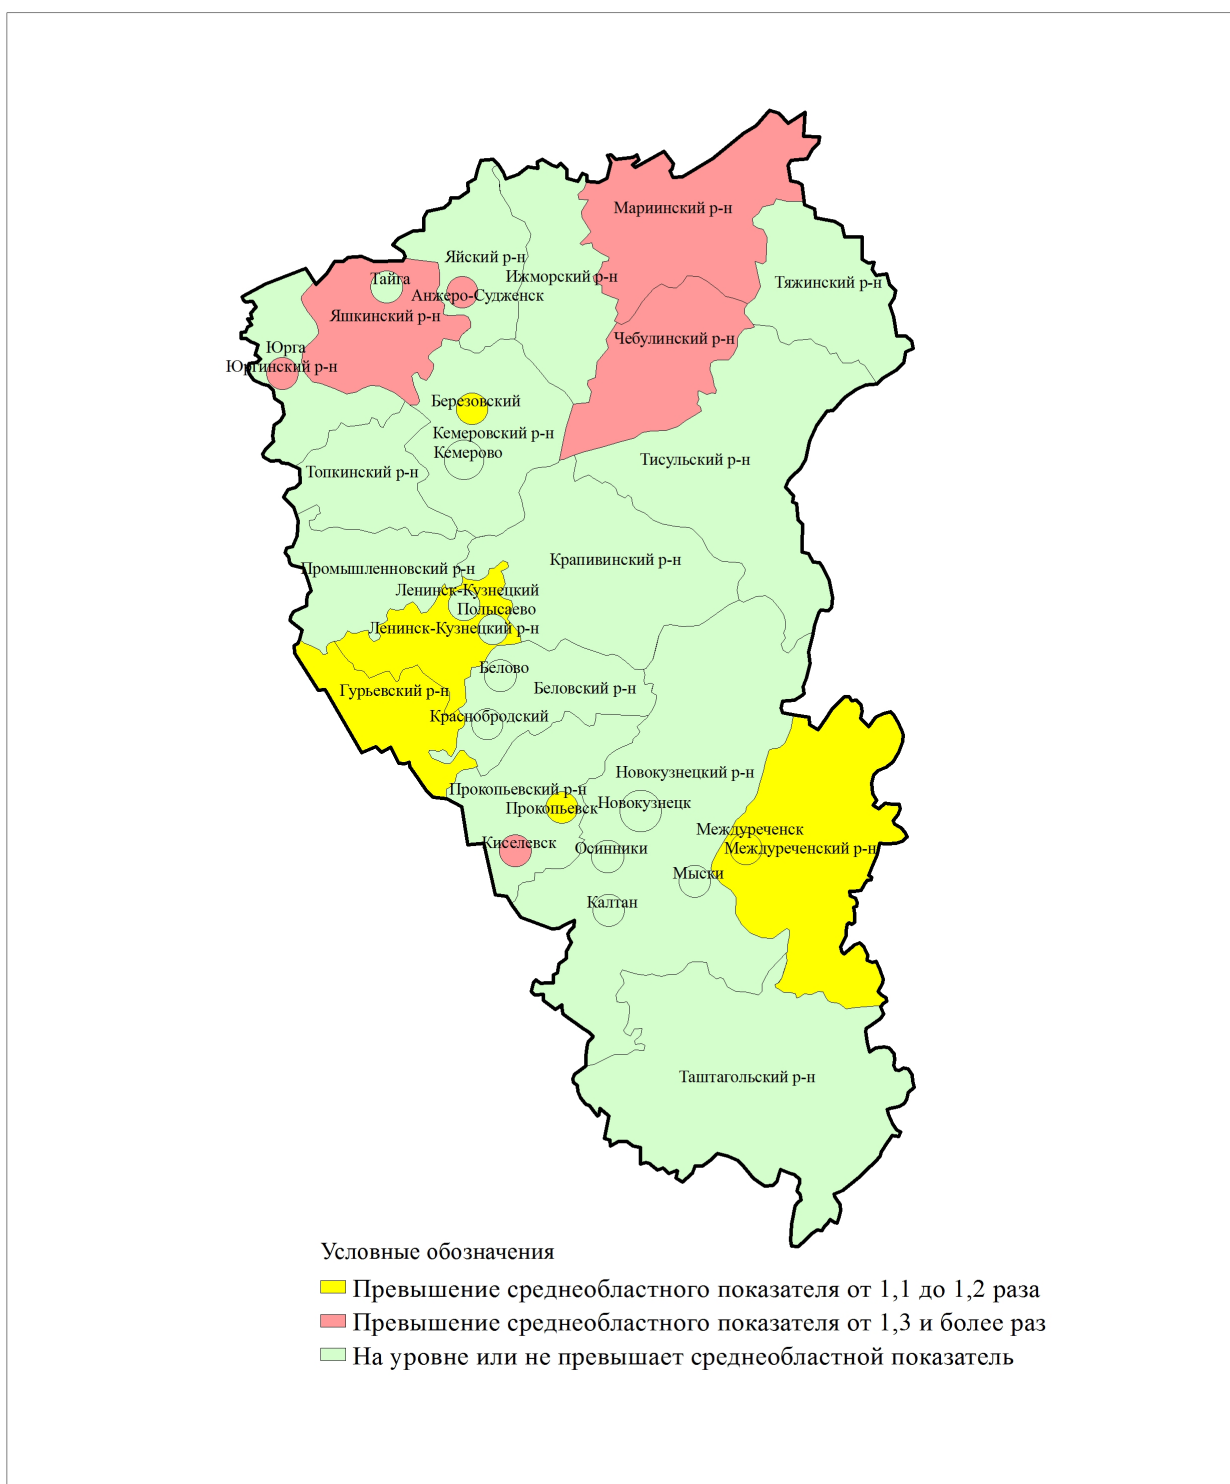 Мариинский р-н
Яйский р-н
Ижморский р-н
Тайга
Тяжинский р-н
Анжеро-Судженск
Яшкинский р-н
Чебулинский р-н
Юрга
Юргинский р-н
Березовский
Кемеровский р-н
Кемерово
Тисульский р-н
Топкинский р-н
Крапивинский р-н
Промышленновский р-н
Ленинск-Кузнецкий
Полысаево
Ленинск-Кузнецкий р-н
Белово
Беловский р-н
Гурьевский р-н
Краснобродский
Новокузнецкий р-н
Прокопьевский р-н
Прокопьевск
Новокузнецк
Междуреченск
Киселевск
Осинники
Междуреченский р-н
Мыски
Калтан
Таштагольский р-н
Условные обозначения
Превышение среднеобластного показателя от 1,1 до 1,2 раза
Превышение среднеобластного показателя от 1,3 и более раз
На уровне или не превышает среднеобластной показатель